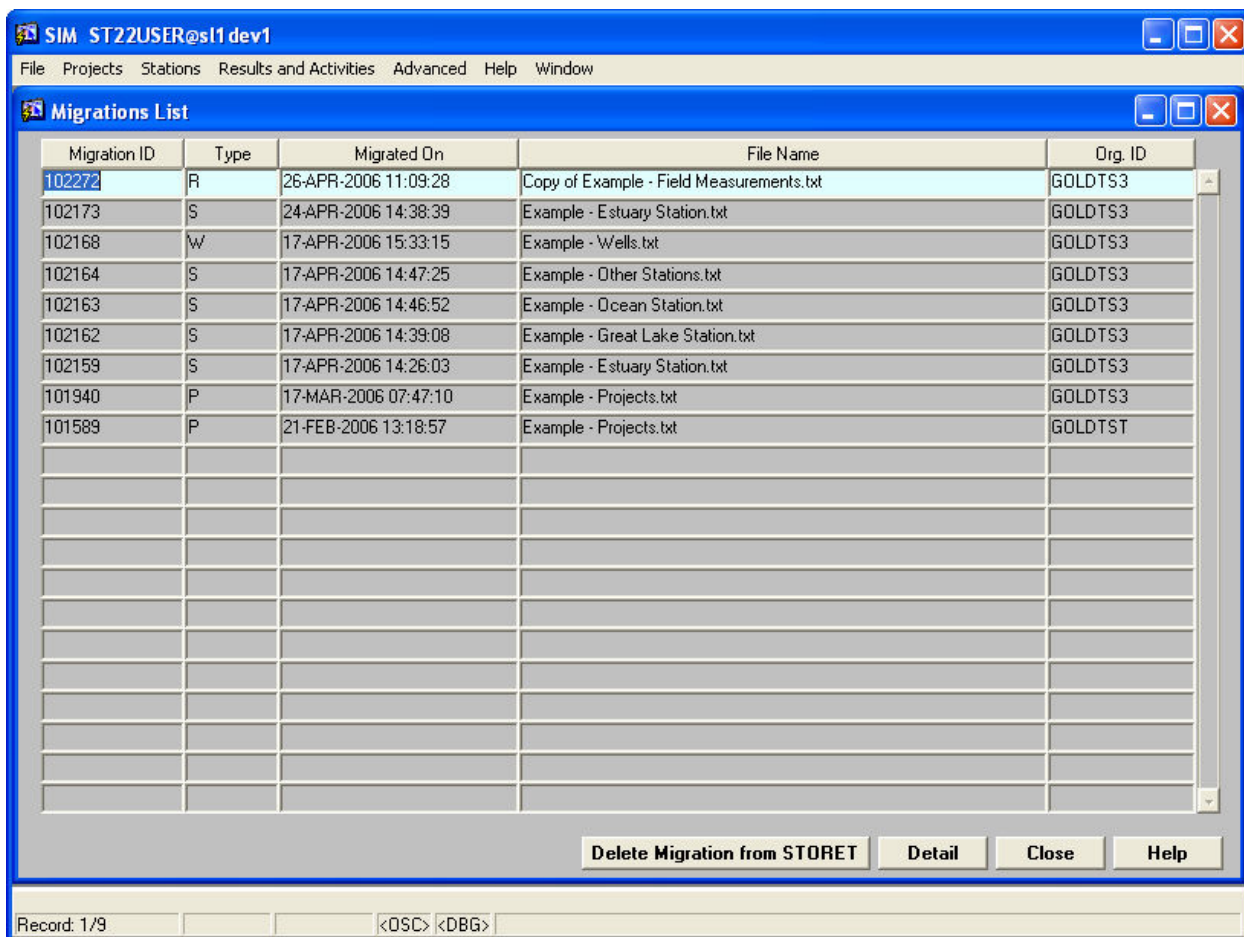 SIM ST22USER@sl1dev1
File Projects Stations Results and Activities Advanced Help Window
Migrations List
Migration ID Type Migrated On File Name Org. ID
102272 R 26-APR-2006 11:09:28 Copy of Example - Field Measurements.txt GOLDTS3
102173 S 24-APR-2006 14:38:39 Example - Estuary Station.txt GOLDTS3
102168 W 17-APR-2006 15:33:15 Example - Wells.txt GOLDTS3
102164 S 17-APR-2006 14:47:25 Example - Other Stations.txt GOLDTS3
102163 S 17-APR-2006 14:46:52 Example - Ocean Station.txt GOLDTS3
102162 S 17-APR-2006 14:39:08 Example - Great Lake Station.txt GOLDTS3
102159 S 17-APR-2006 14:26:03 Example - Estuary Station.txt GOLDTS3
101940 P 17-MAR-2006 07:47:10 Example - Projects.txt GOLDTS3
101589 P 21-FEB-2006 13:18:57 Example - Projects.txt GOLDTST
Delete Migration from STORET Detail Close Help
Record: 1/9 <OSC> <DBG>